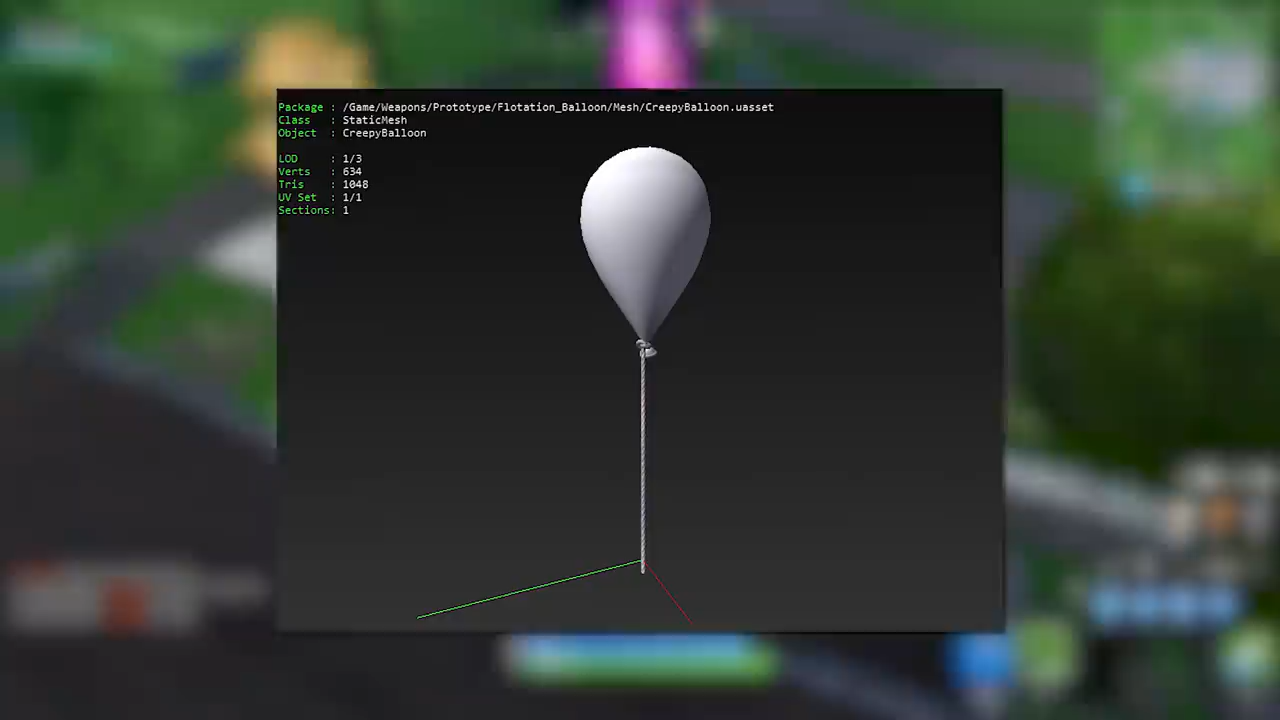 Package : /Game/Weapons/Prototype/Flotation_Balloon/Mesh/CreepyBalloon.uasset
Class : StaticMesh
Object : CreepyBalloon
LOD : 1/3
Verts : 634
Tris : 1048
UV Set : 1/1
Sections: 1